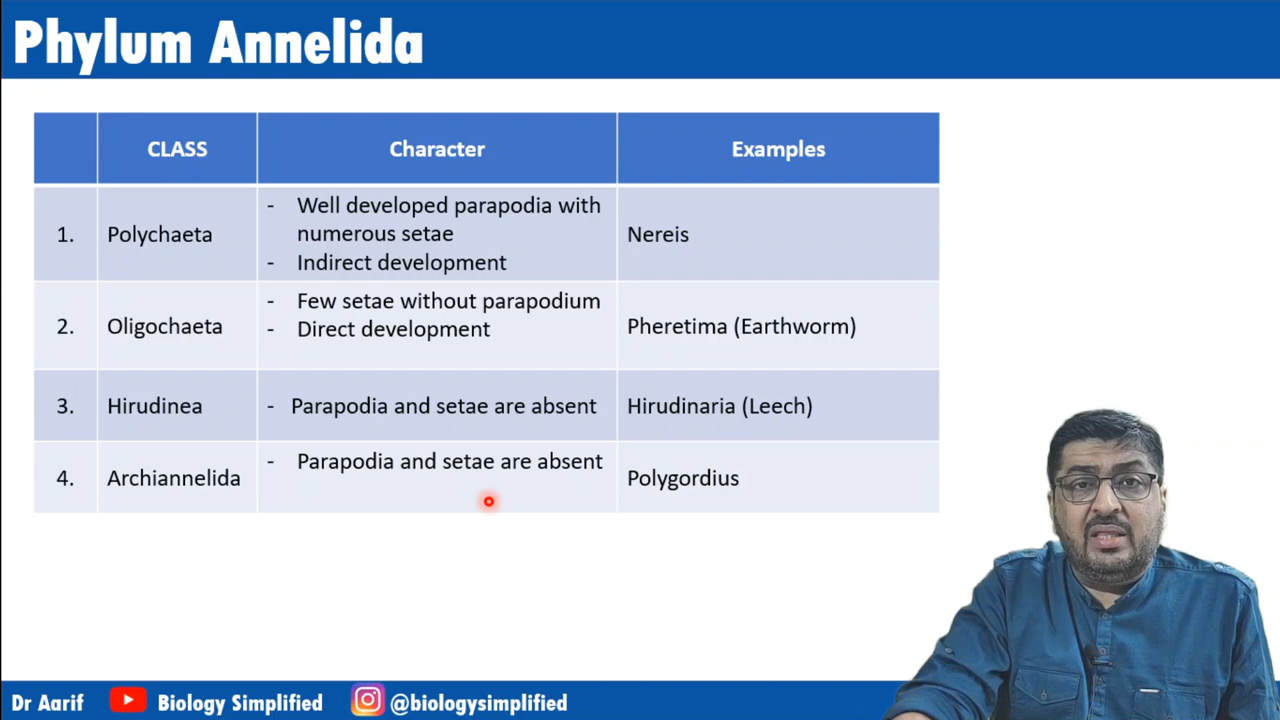 Phylum Annelida
CLASS Character Examples
1. Polychaeta - Well developed parapodia with numerous setae - Indirect development Nereis
2. Oligochaeta - Few setae without parapodium - Direct development Pheretima (Earthworm)
3. Hirudinea - Parapodia and setae are absent Hirudinaria (Leech)
4. Archiannelida - Parapodia and setae are absent Polygordius
Dr Aarif Biology Simplified @biologysimplified